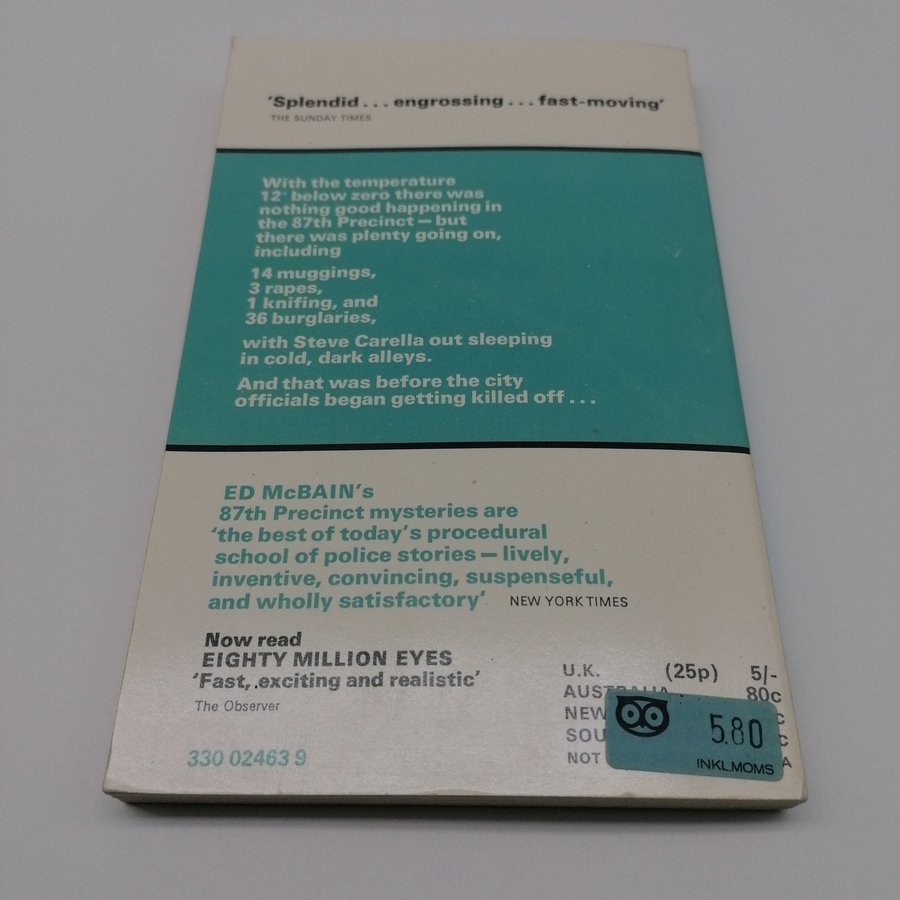 'Splendid... engrossing... fast-moving'
THE SUNDAY TIMES
With the temperature
12° below zero there was
nothing good happening in
the 87th Precinct — but
there was plenty going on,
including
14 muggings,
3 rapes,
1 knifing, and
36 burglaries,
with Steve Carella out sleeping
in cold, dark alleys.
And that was before the city
officials began getting killed off...
ED McBAIN's
87th Precinct mysteries are
'the best of today's procedural
school of police stories — lively,
inventive, convincing, suspenseful,
and wholly satisfactory' NEW YORK TIMES
Now read
EIGHTY MILLION EYES
'Fast, exciting and realistic'
The Observer
330 02463 9
U.K. (25p) 5/-
AUSTRALIA 80c
NEW c
SOU c
NOT A
5.80
INKL.MOMS